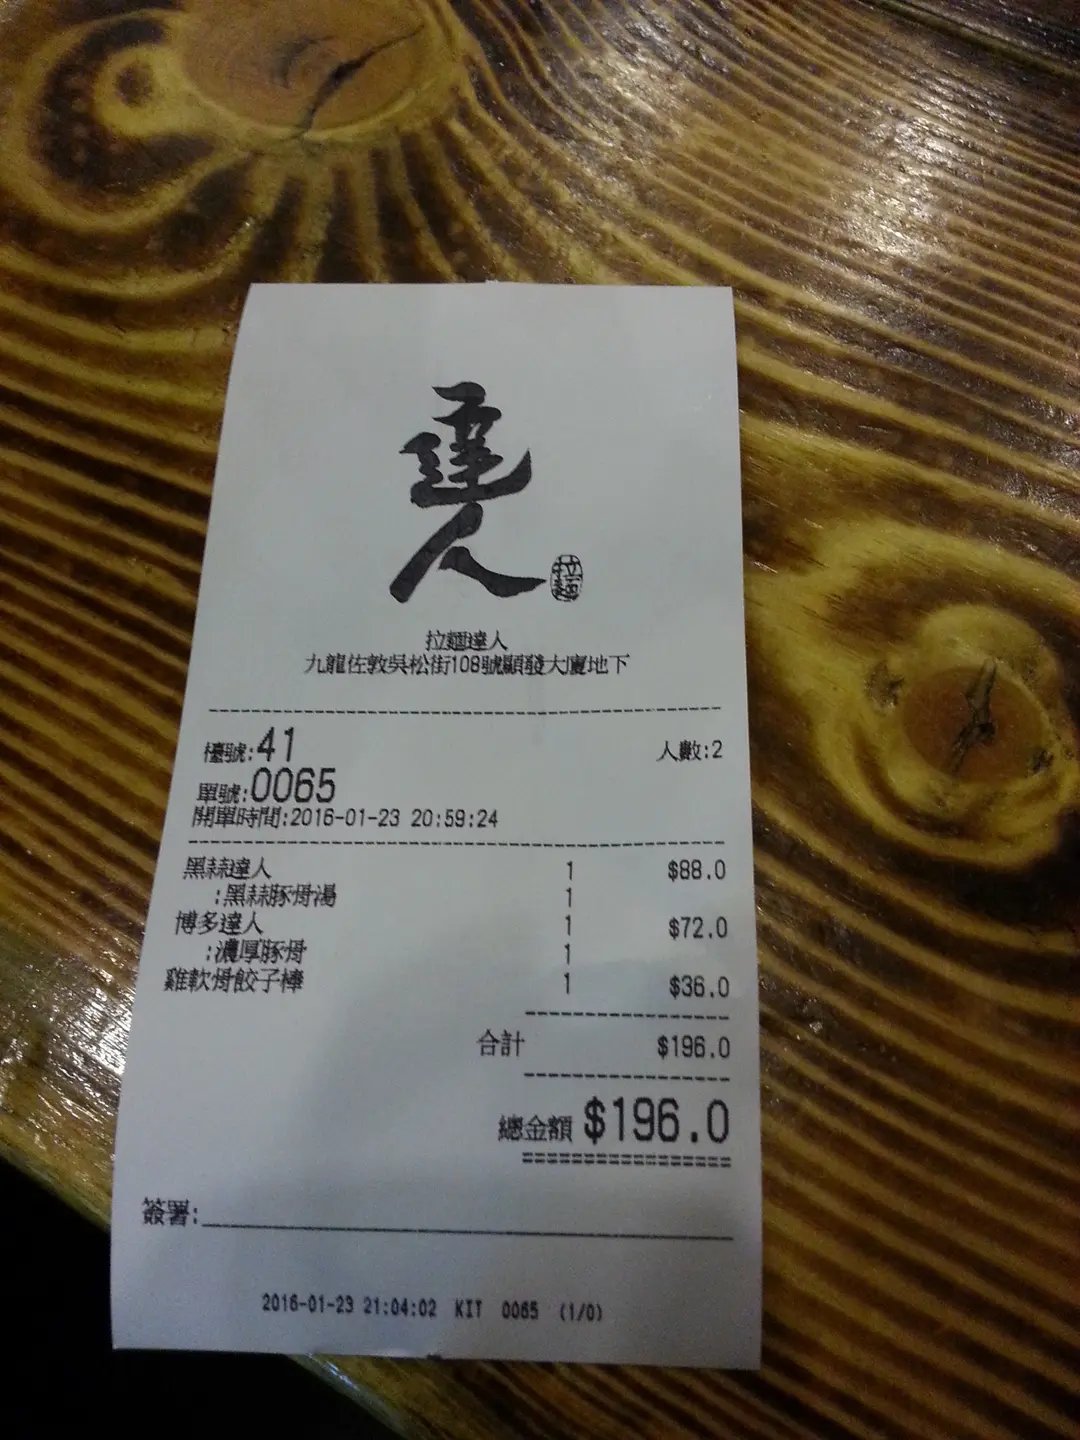 達人
拉麵
拉麵達人
九龍佐敦吳松街108號顯發大廈地下
檯號:41 人數:2
單號:0065
開單時間:2016-01-23 20:59:24
黑蒜達人 1 $88.0
:黑蒜豚骨湯 1
博多達人 1 $72.0
:濃厚豚骨 1
雞軟骨餃子棒 1 $36.0
合計 $196.0
總金額 $196.0
簽署:
2016-01-23 21:04:02 KIT 0065 (1/0)